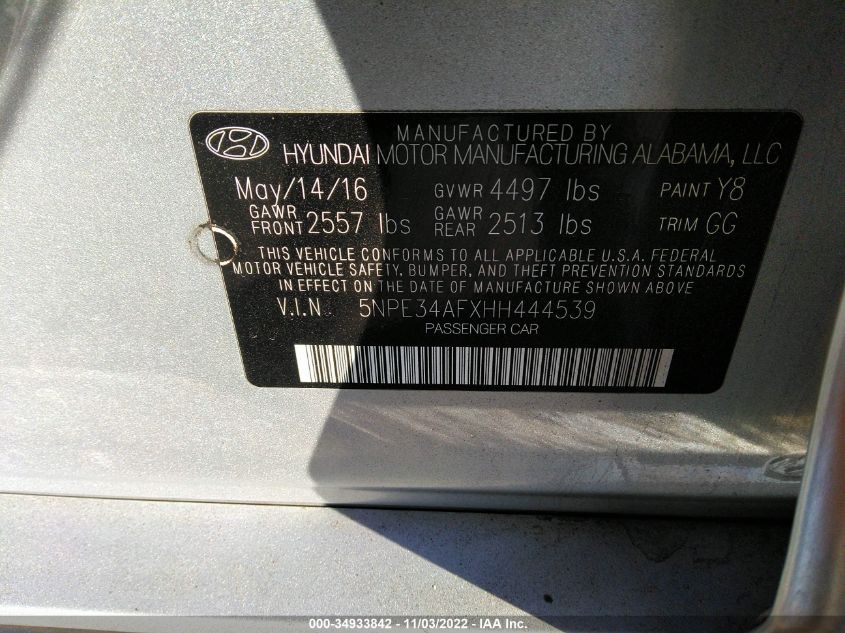 MANUFACTURED BY
HYUNDAI MOTOR MANUFACTURING ALABAMA, LLC
May/14/16 GVWR 4497 lbs PAINT Y8
GAWR FRONT 2557 lbs GAWR REAR 2513 lbs TRIM GG
THIS VEHICLE CONFORMS TO ALL APPLICABLE U.S.A. FEDERAL
MOTOR VEHICLE SAFETY, BUMPER, AND THEFT PREVENTION STANDARDS
IN EFFECT ON THE DATE OF MANUFACTURE SHOWN ABOVE
V.I.N 5NPE34AFXHH444539
PASSENGER CAR
000-34933842 - 11/03/2022 - IAA Inc.